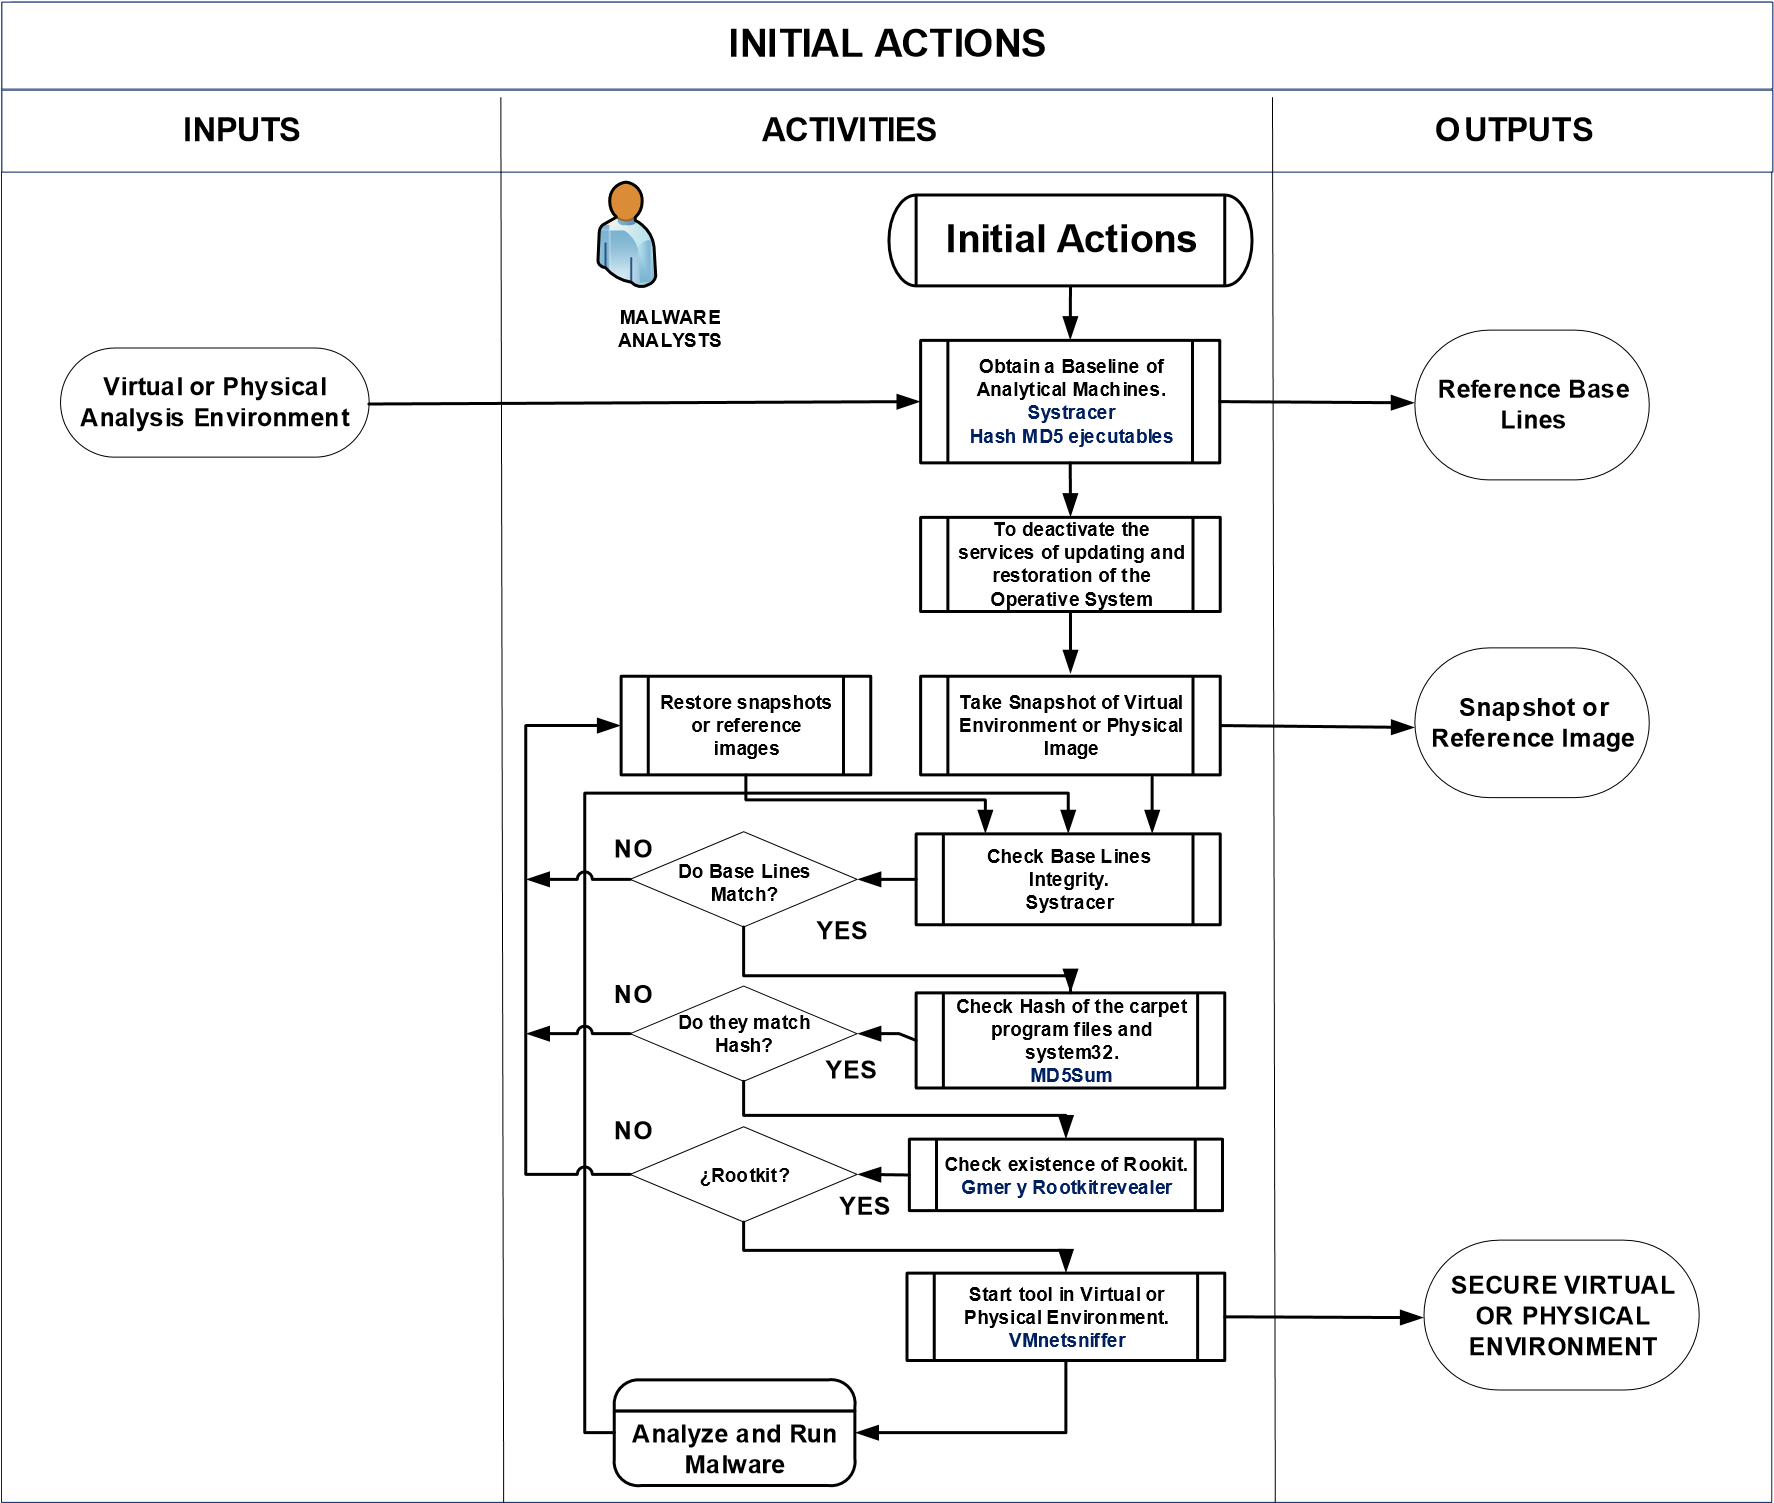 INITIAL ACTIONS
INPUTS
ACTIVITIES
OUTPUTS
MALWARE
ANALYSTS
Initial Actions
Virtual or Physical
Analysis Environment
Obtain a Baseline of
Analytical Machines.
Systracer
Hash MD5 ejecutables
Reference Base
Lines
To deactivate the
services of updating and
restoration of the
Operative System
Restore snapshots
or reference
images
Take Snapshot of Virtual
Environment or Physical
Image
Snapshot or
Reference Image
NO
Do Base Lines
Match?
YES
Check Base Lines
Integrity.
Systracer
NO
Do they match
Hash?
YES
Check Hash of the carpet
program files and
system32.
MD5Sum
NO
¿Rootkit?
YES
Check existence of Rookit.
Gmer y Rootkitrevealer
Start tool in Virtual or
Physical Environment.
VMnetsniffer
SECURE VIRTUAL
OR PHYSICAL
ENVIRONMENT
Analyze and Run
Malware